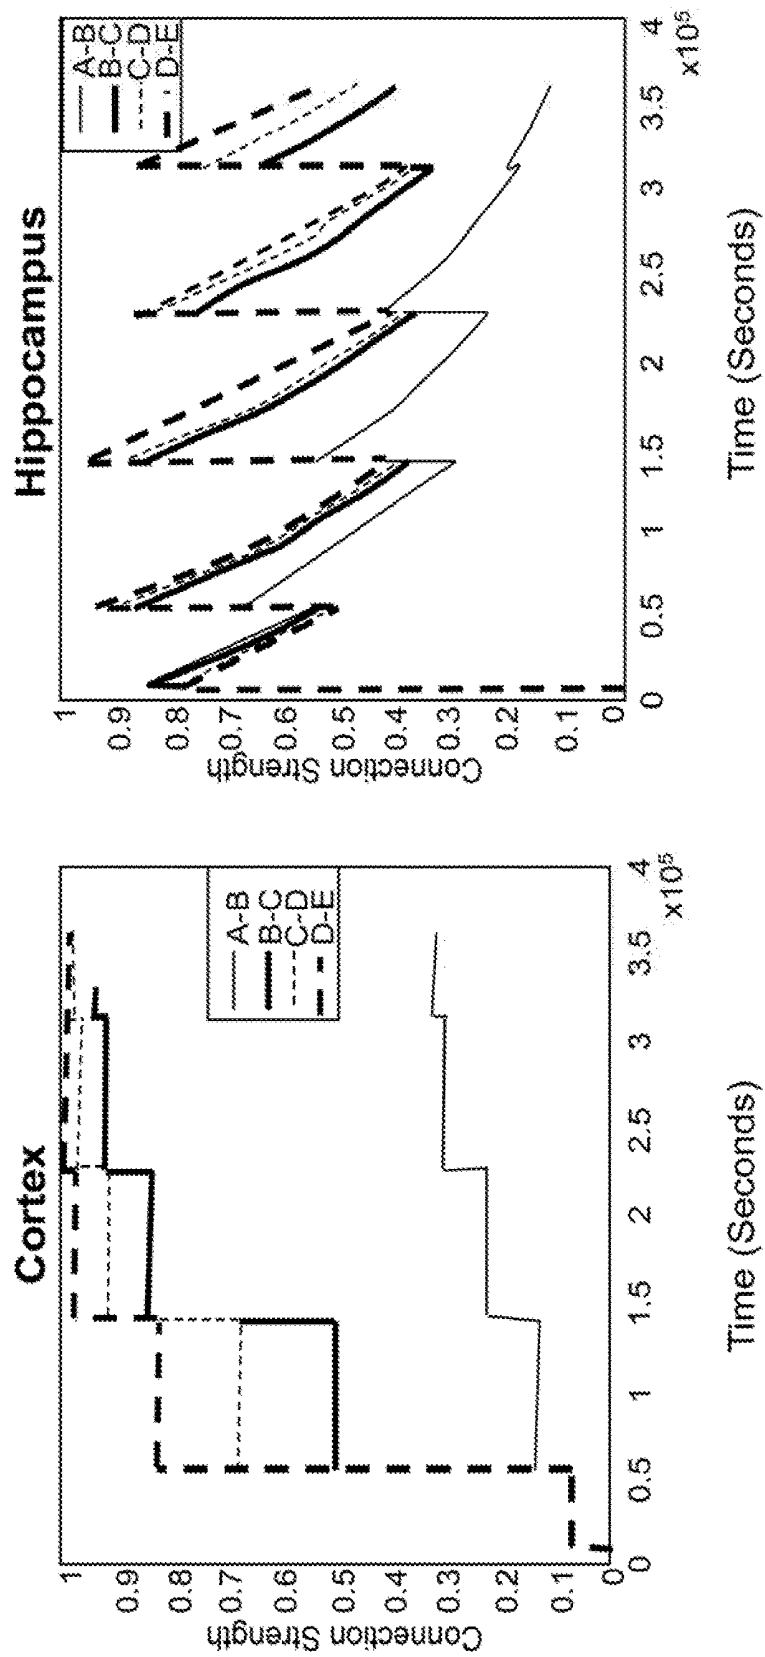 Cortex
Connection Strength
1
0.9
0.8
0.7
0.6
0.5
0.4
0.3
0.2
0.1
0
A-B
B-C
C-D
D-E
0 0.5 1 1.5 2 2.5 3 3.5 4
x10⁵
Time (Seconds)
Hippocampus
Connection Strength
1
0.9
0.8
0.7
0.6
0.5
0.4
0.3
0.2
0.1
0
A-B
B-C
C-D
D-E
0 0.5 1 1.5 2 2.5 3 3.5 4
x10⁵
Time (Seconds)